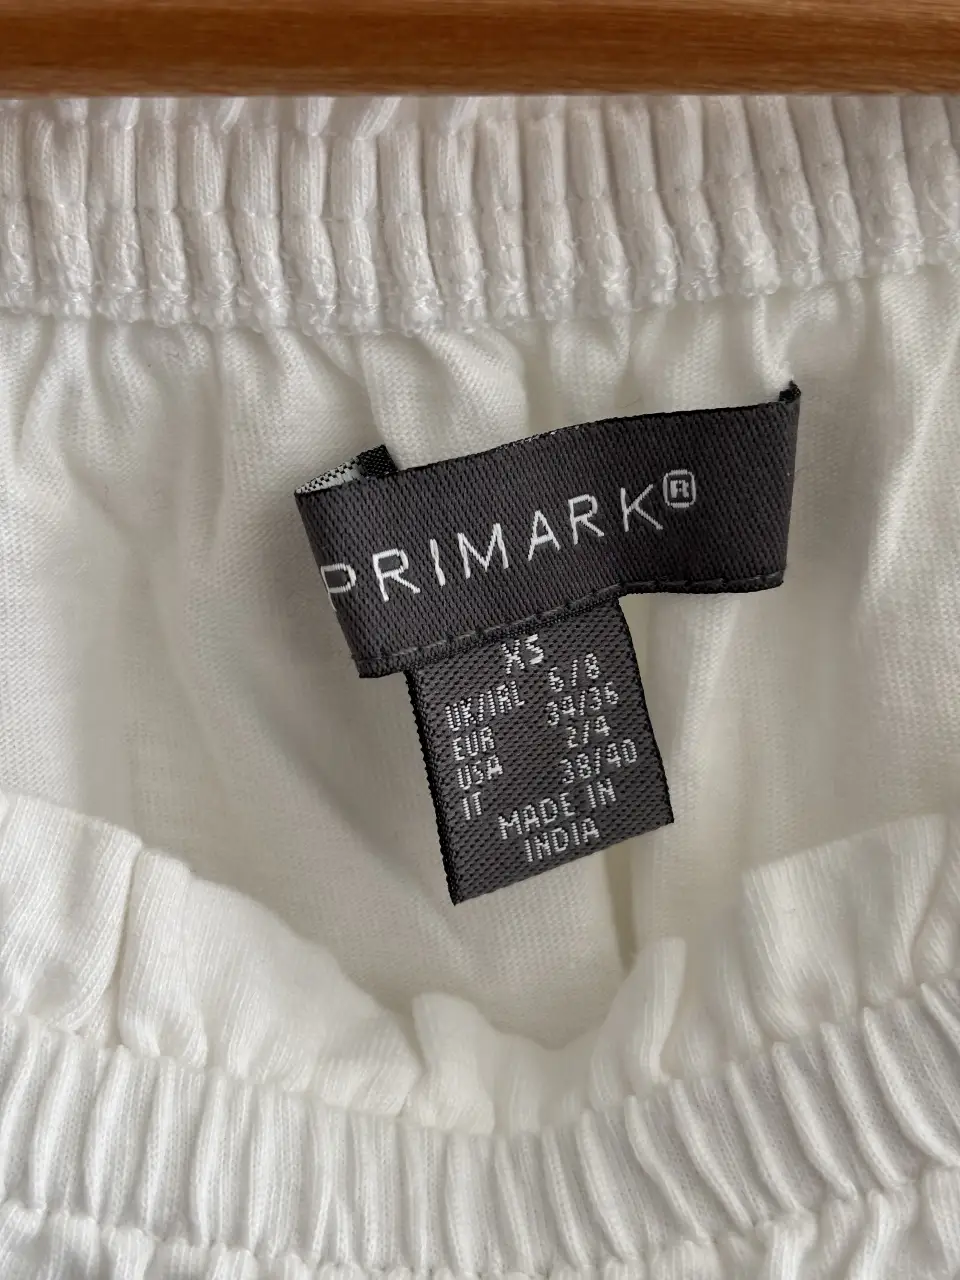 PRIMARK®
XS
UK/IRL 6/8
EUR 34/36
USA 2/4
IT 38/40
MADE IN
INDIA